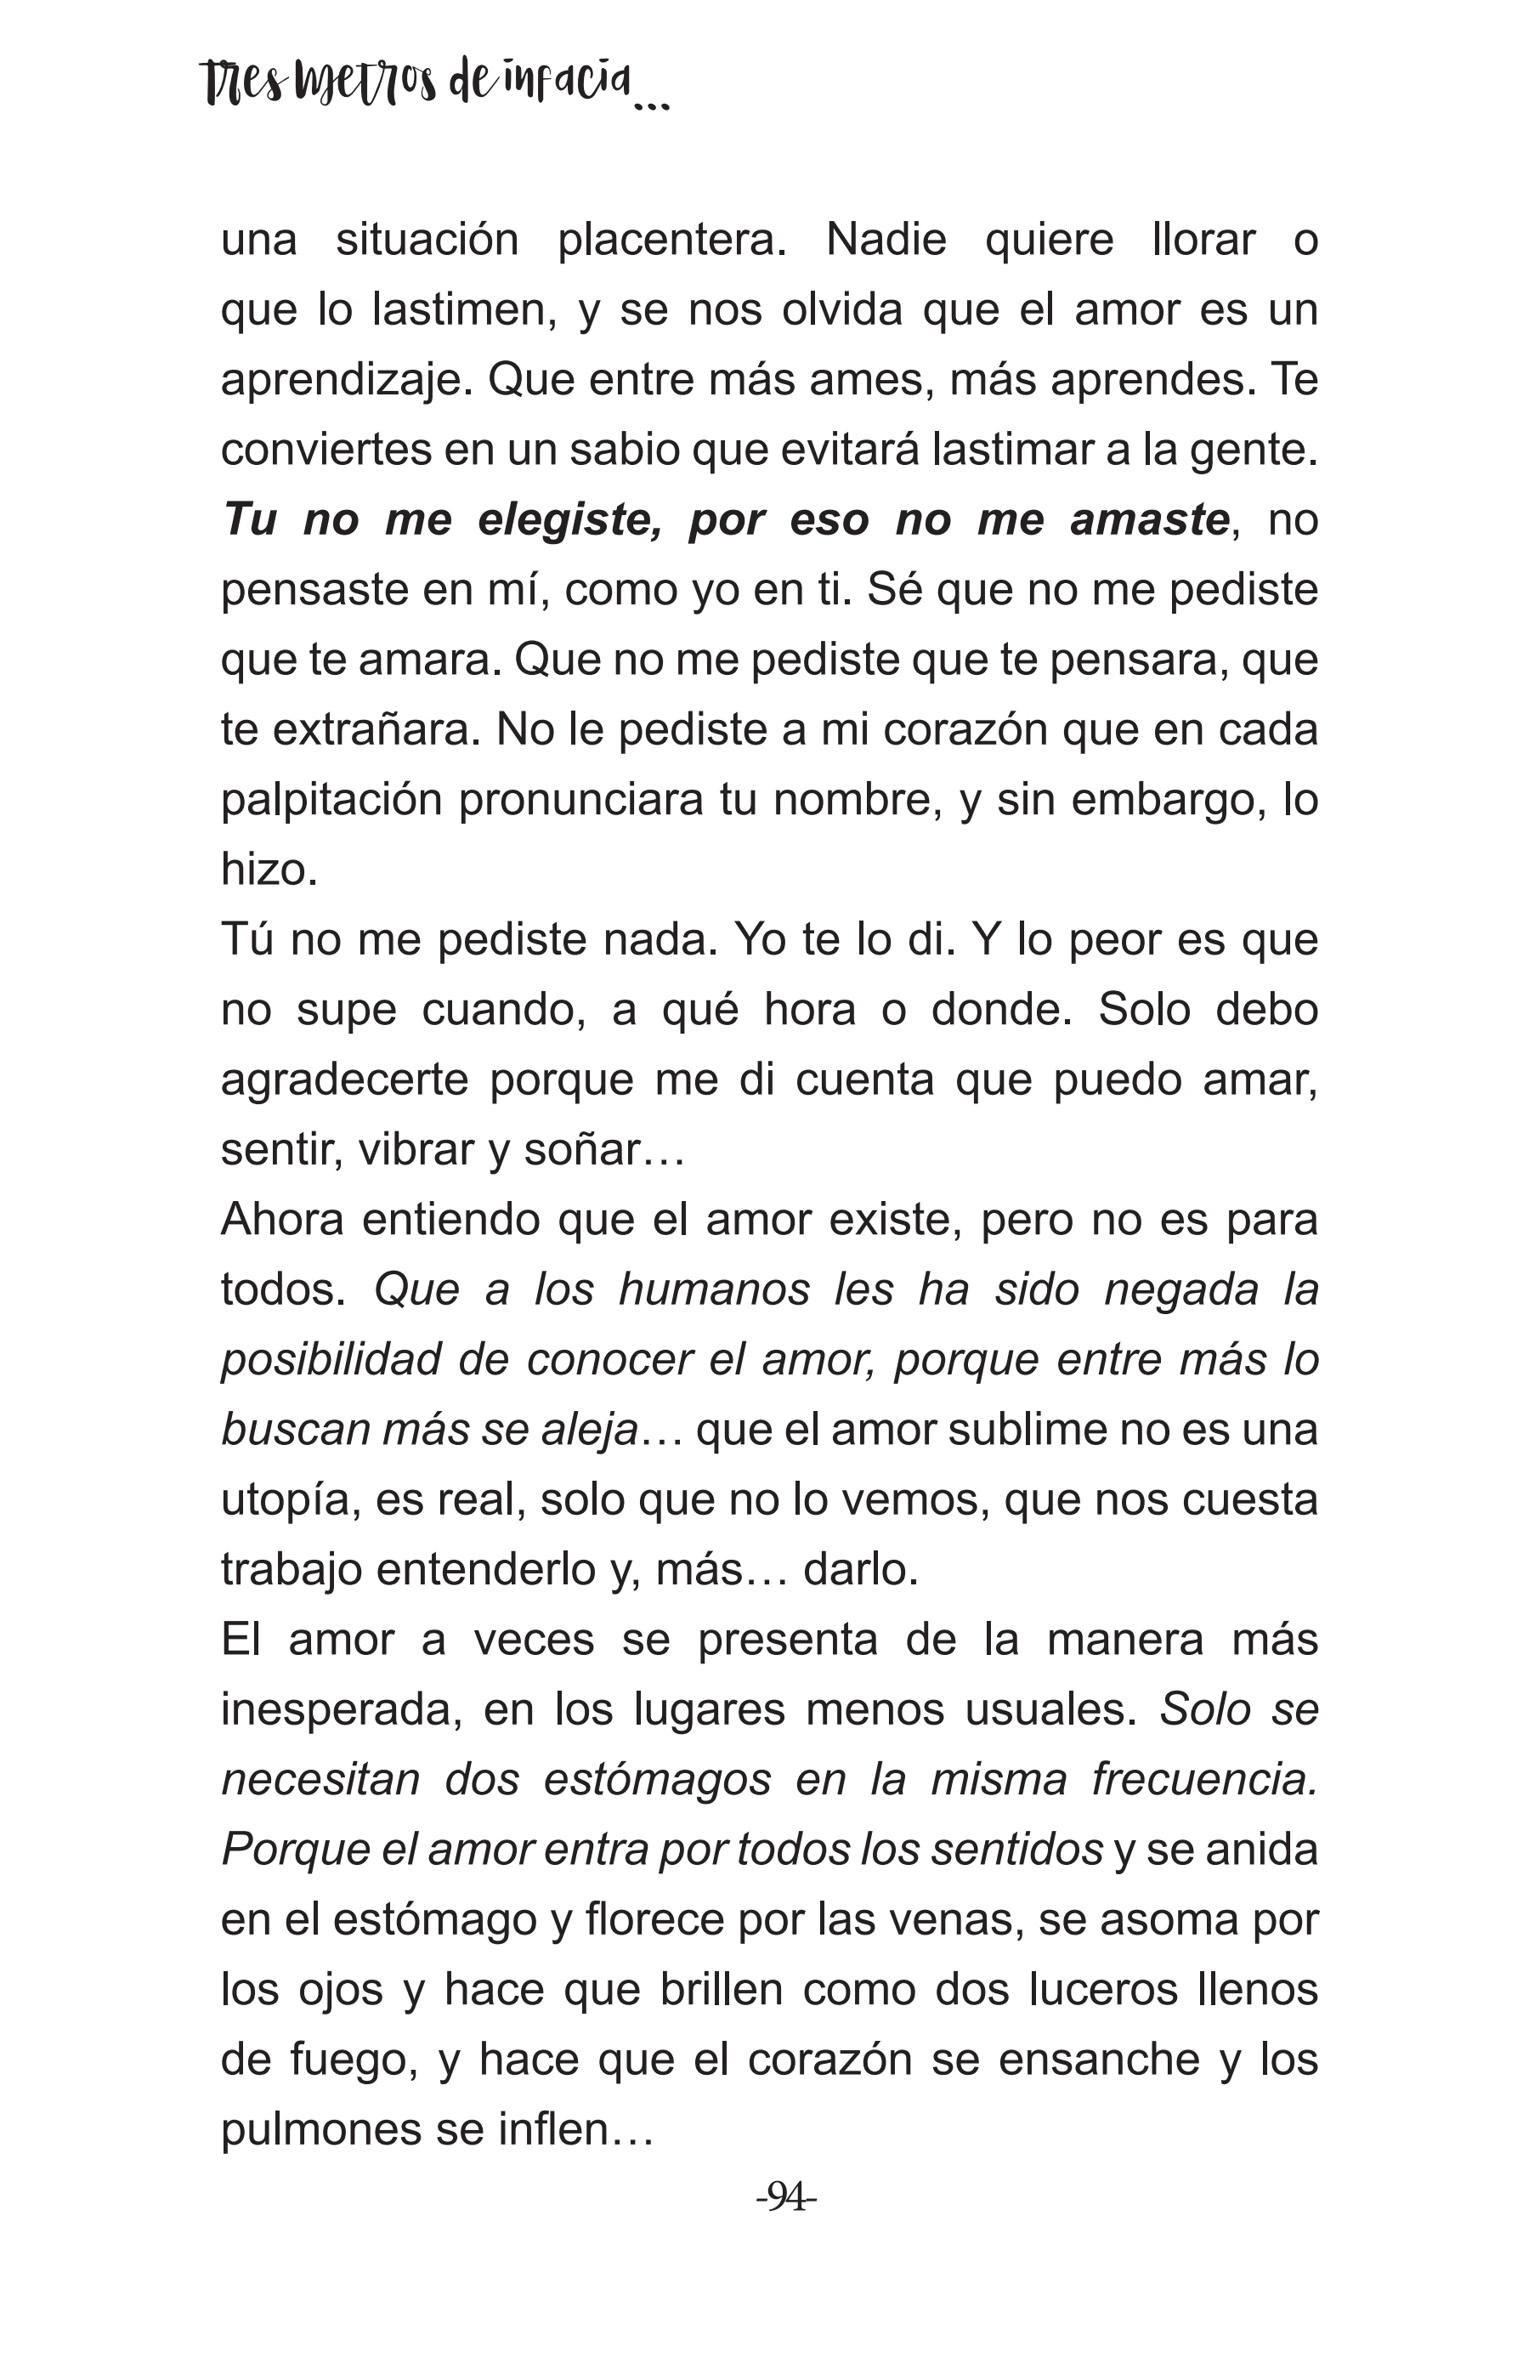 Tres metros de infacia...
una situación placentera. Nadie quiere llorar o
que lo lastimen, y se nos olvida que el amor es un
aprendizaje. Que entre más ames, más aprendes. Te
conviertes en un sabio que evitará lastimar a la gente.
Tu no me elegiste, por eso no me amaste, no
pensaste en mí, como yo en ti. Sé que no me pediste
que te amara. Que no me pediste que te pensara, que
te extrañara. No le pediste a mi corazón que en cada
palpitación pronunciara tu nombre, y sin embargo, lo
hizo.
Tú no me pediste nada. Yo te lo di. Y lo peor es que
no supe cuando, a qué hora o donde. Solo debo
agradecerte porque me di cuenta que puedo amar,
sentir, vibrar y soñar…
Ahora entiendo que el amor existe, pero no es para
todos. Que a los humanos les ha sido negada la
posibilidad de conocer el amor, porque entre más lo
buscan más se aleja… que el amor sublime no es una
utopía, es real, solo que no lo vemos, que nos cuesta
trabajo entenderlo y, más… darlo.
El amor a veces se presenta de la manera más
inesperada, en los lugares menos usuales. Solo se
necesitan dos estómagos en la misma frecuencia.
Porque el amor entra por todos los sentidos y se anida
en el estómago y florece por las venas, se asoma por
los ojos y hace que brillen como dos luceros llenos
de fuego, y hace que el corazón se ensanche y los
pulmones se inflen…
-94-